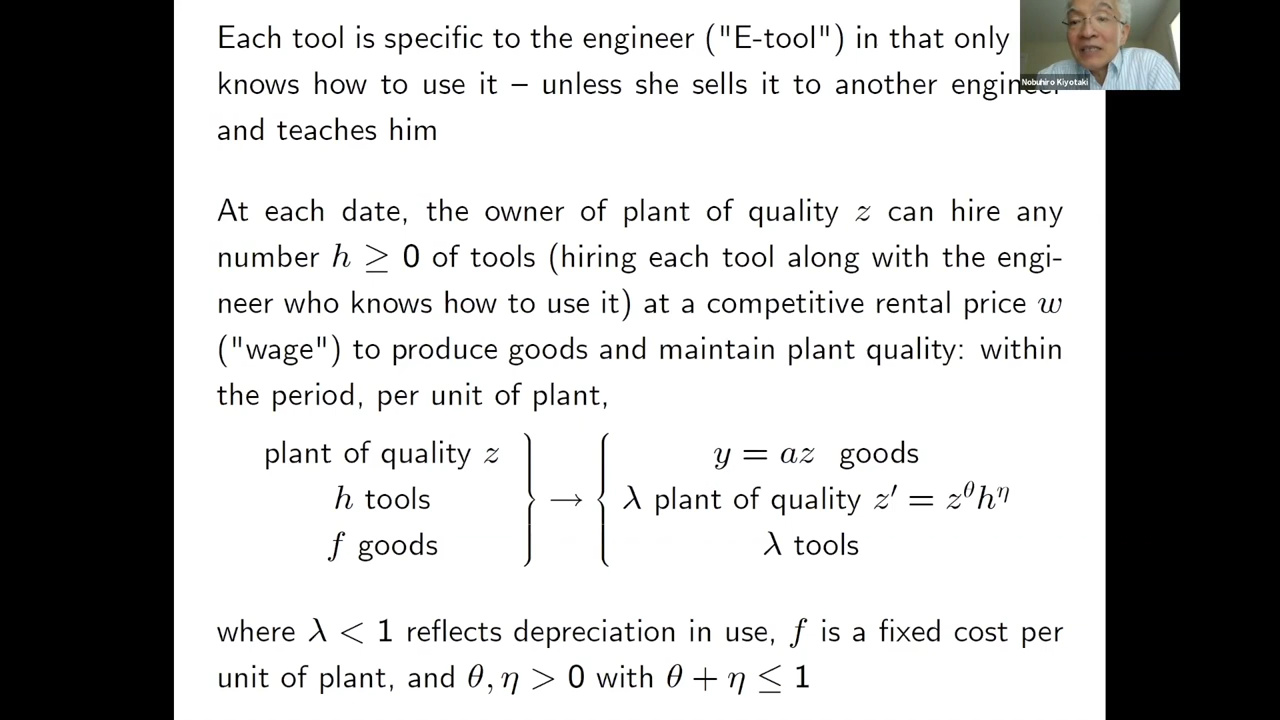 Each tool is specific to the engineer ("E-tool") in that only
Nobuhiro Kiyotaki
knows how to use it – unless she sells it to another engineer
and teaches him
At each date, the owner of plant of quality z can hire any
number h ≥ 0 of tools (hiring each tool along with the engi-
neer who knows how to use it) at a competitive rental price w
("wage") to produce goods and maintain plant quality: within
the period, per unit of plant,
plant of quality z } → { y = az goods
h tools λ plant of quality z′ = z^θ h^η
f goods λ tools
where λ < 1 reflects depreciation in use, f is a fixed cost per
unit of plant, and θ, η > 0 with θ + η ≤ 1